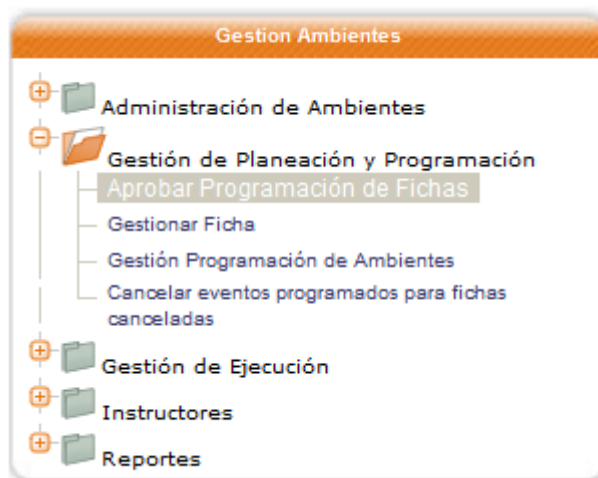 Gestion Ambientes
Administración de Ambientes
Gestión de Planeación y Programación
Aprobar Programación de Fichas
Gestionar Ficha
Gestión Programación de Ambientes
Cancelar eventos programados para fichas
canceladas
Gestión de Ejecución
Instructores
Reportes